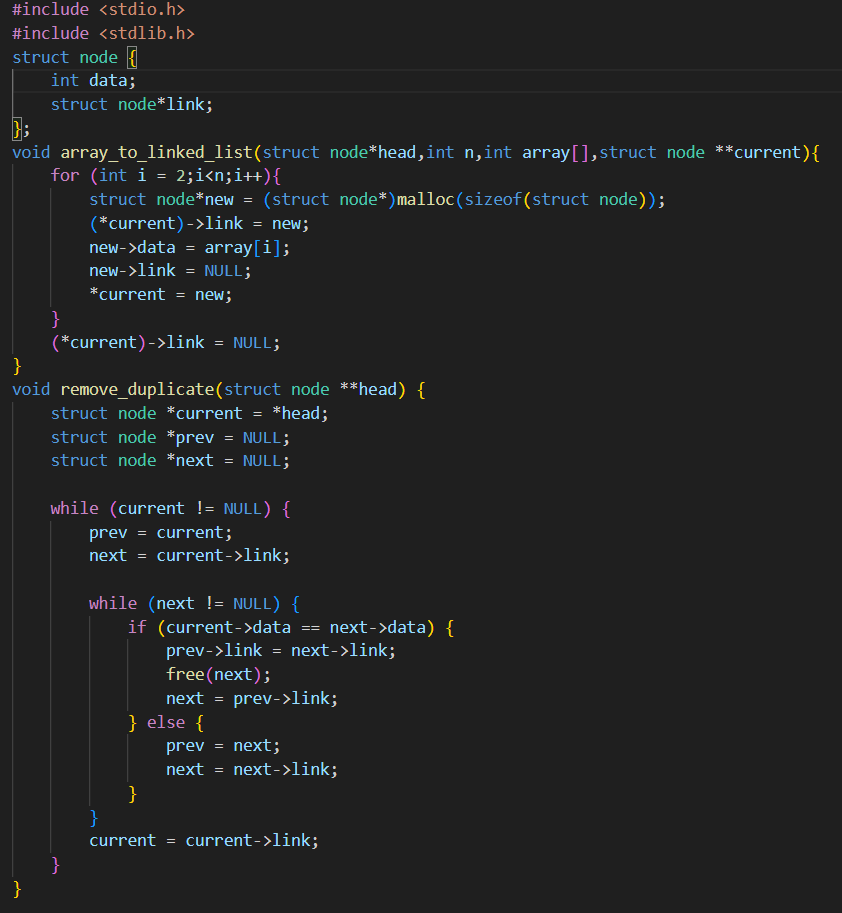 #include <stdio.h>
#include <stdlib.h>
struct node {
    int data;
    struct node*link;
};
void array_to_linked_list(struct node*head,int n,int array[],struct node **current){
    for (int i = 2;i<n;i++){
        struct node*new = (struct node*)malloc(sizeof(struct node));
        (*current)->link = new;
        new->data = array[i];
        new->link = NULL;
        *current = new;
    }
    (*current)->link = NULL;
}
void remove_duplicate(struct node **head) {
    struct node *current = *head;
    struct node *prev = NULL;
    struct node *next = NULL;

    while (current != NULL) {
        prev = current;
        next = current->link;

        while (next != NULL) {
            if (current->data == next->data) {
                prev->link = next->link;
                free(next);
                next = prev->link;
            } else {
                prev = next;
                next = next->link;
            }
        }
        current = current->link;
    }
}